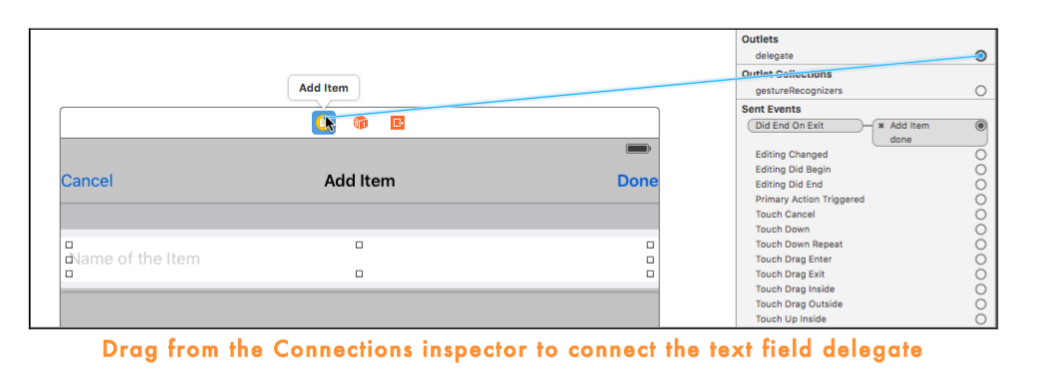 Outlets
delegate
Outlet Collections
Add Item
gestureRecognizers
Sent Events
Did End On Exit
Add Item
done
Editing Changed
Cancel
Add Item
Done
Editing Did Begin
Editing Did End
Primary Action Triggered
Touch Cancel
Touch Down
Touch Down Repeat
Name of the Item
Touch Drag Enter
Touch Drag Exit
Touch Drag Inside
Touch Drag Outside
Touch Up Inside
Drag from the Connections inspector to connect the text field delegate